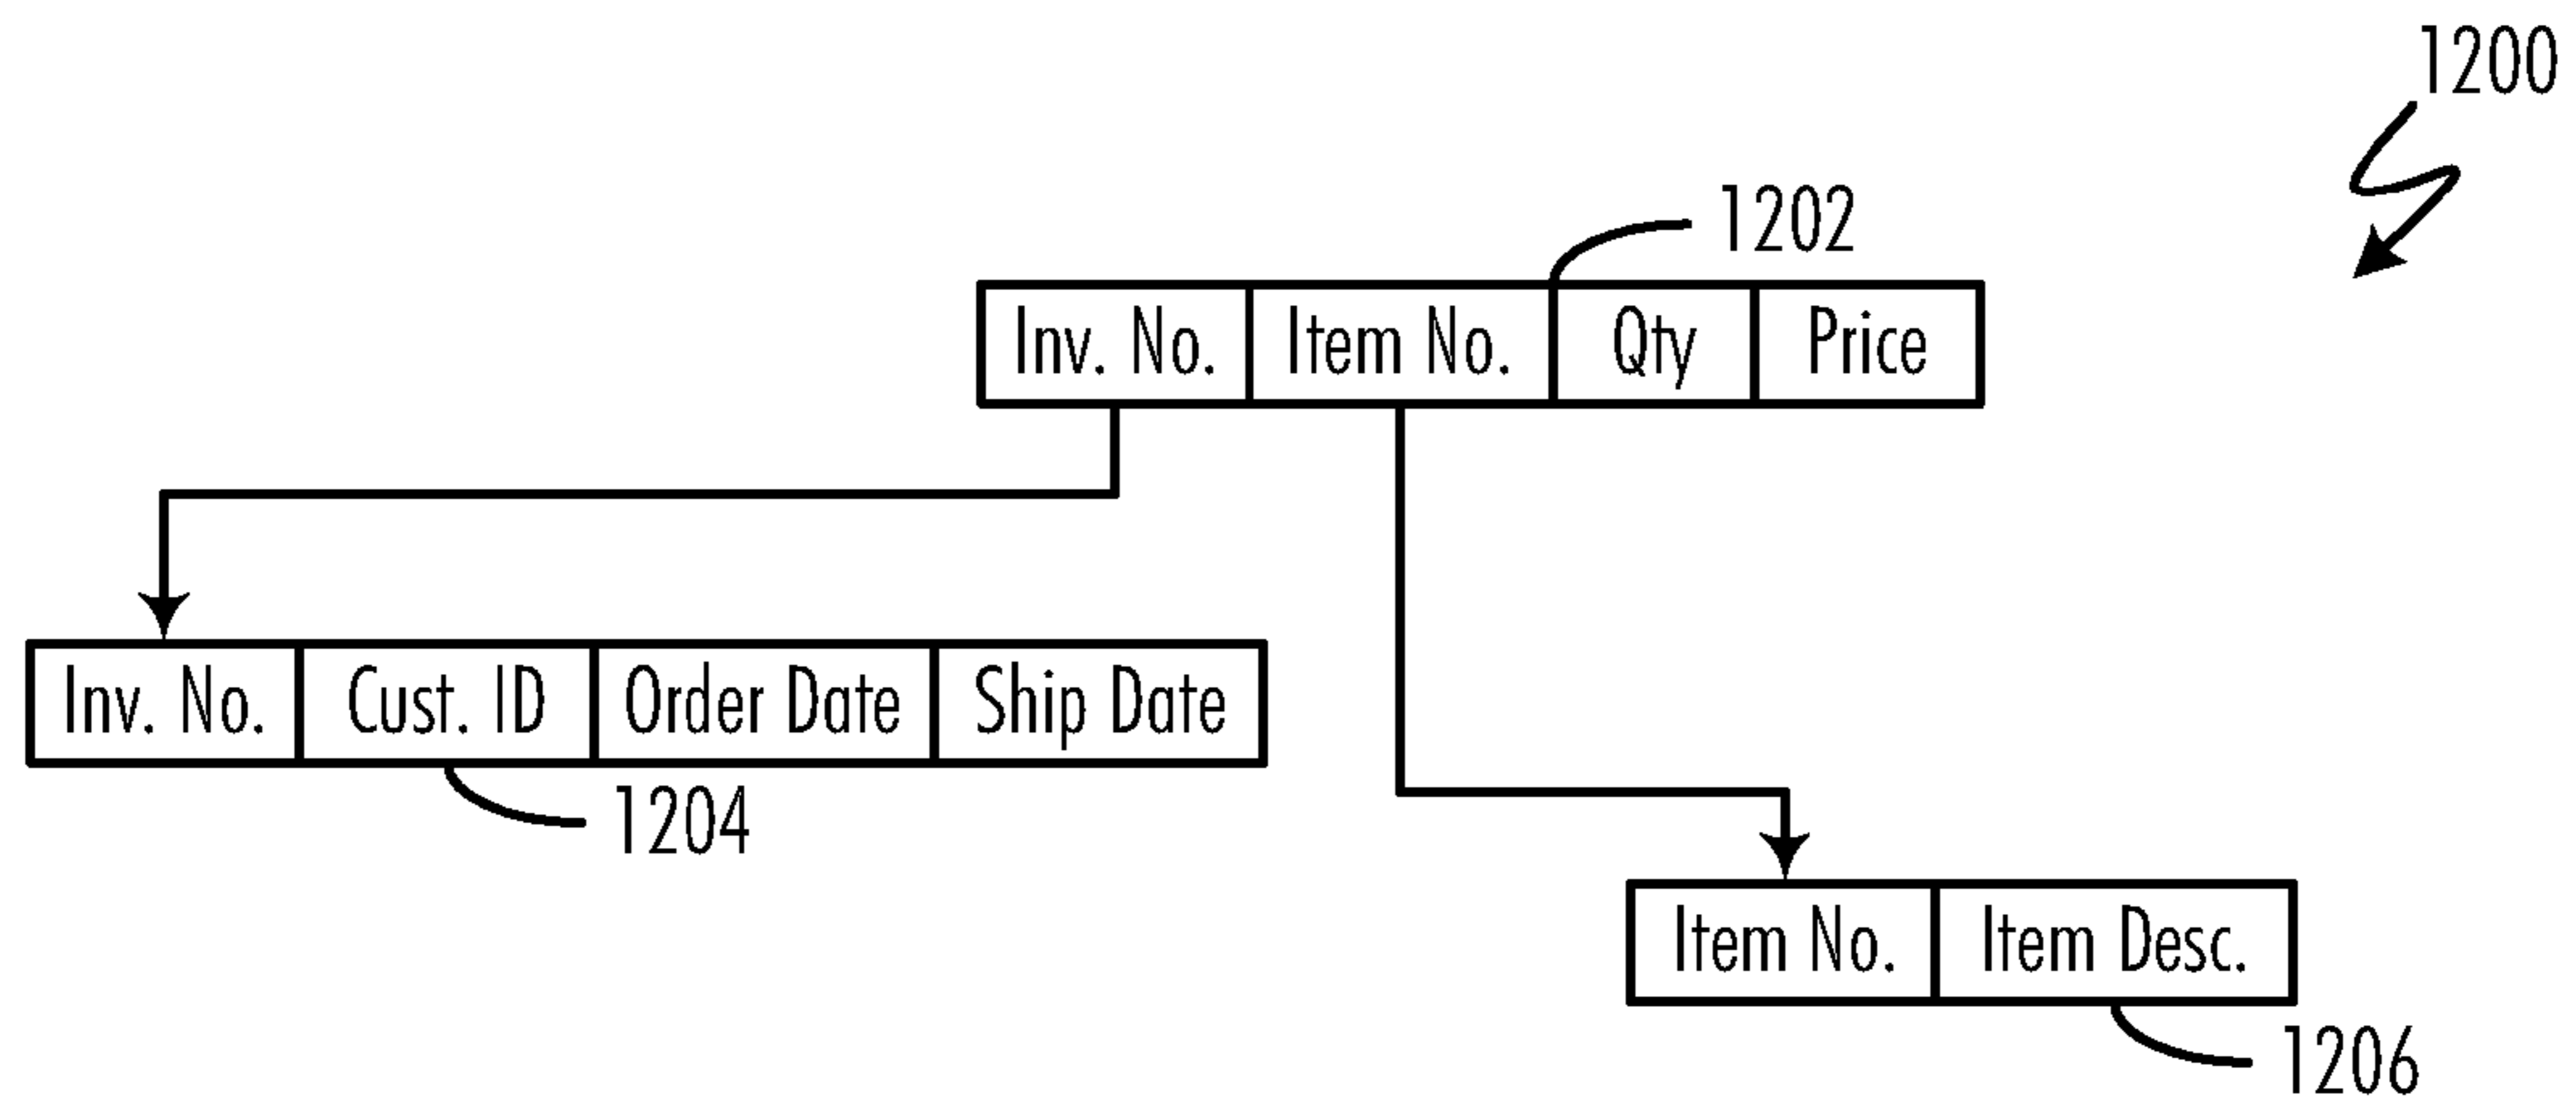 1200
1202
Inv. No. Item No. Qty Price
Inv. No. Cust. ID Order Date Ship Date
1204
Item No. Item Desc.
1206